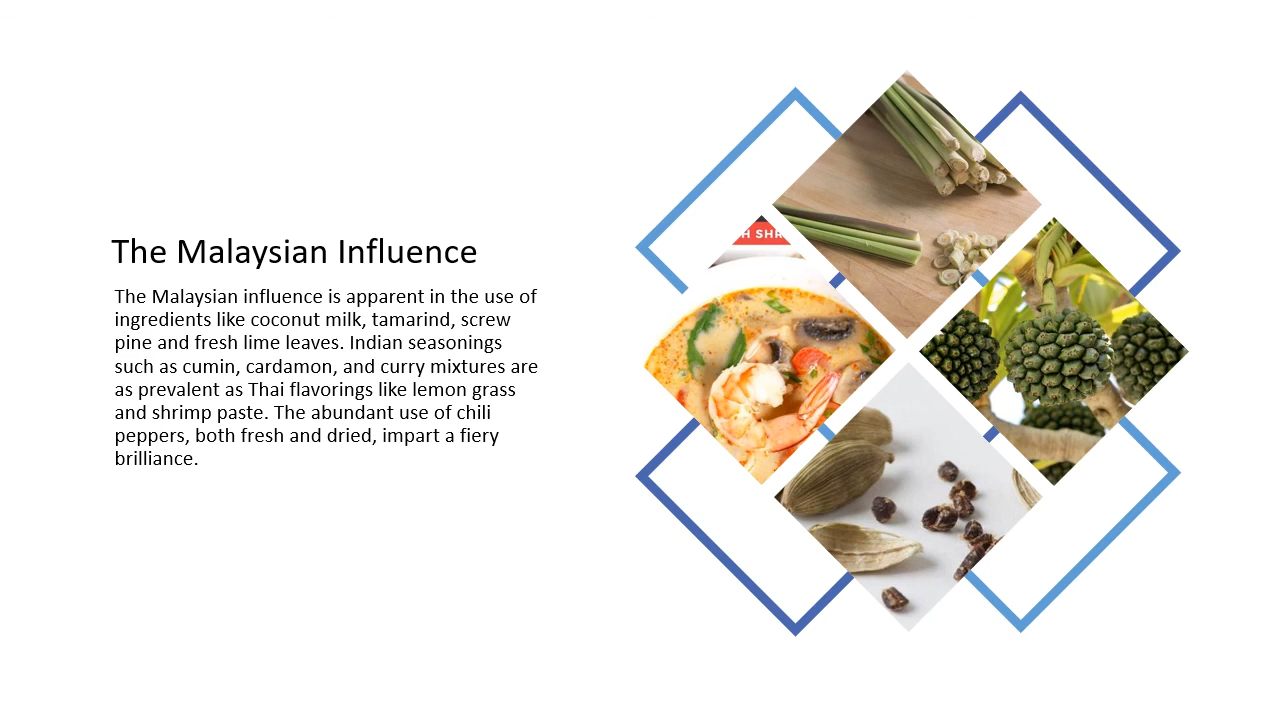 The Malaysian Influence
The Malaysian influence is apparent in the use of
ingredients like coconut milk, tamarind, screw
pine and fresh lime leaves. Indian seasonings
such as cumin, cardamon, and curry mixtures are
as prevalent as Thai flavorings like lemon grass
and shrimp paste. The abundant use of chili
peppers, both fresh and dried, impart a fiery
brilliance.
H SHR